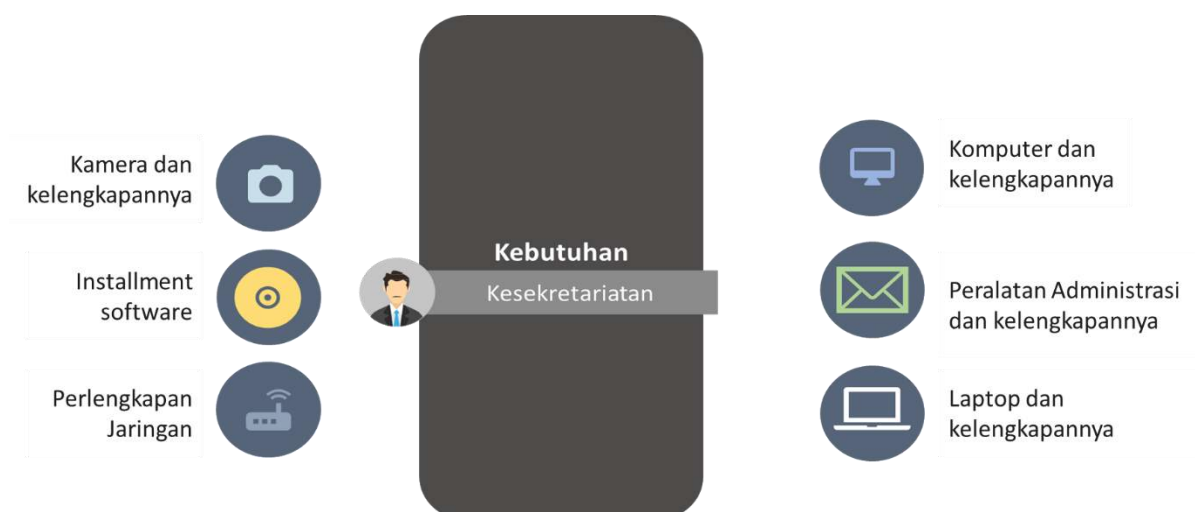 Kamera dan
kelengkapannya
Installment
software
Perlengkapan
Jaringan
Kebutuhan
Kesekretariatan
Komputer dan
kelengkapannya
Peralatan Administrasi
dan kelengkapannya
Laptop dan
kelengkapannya